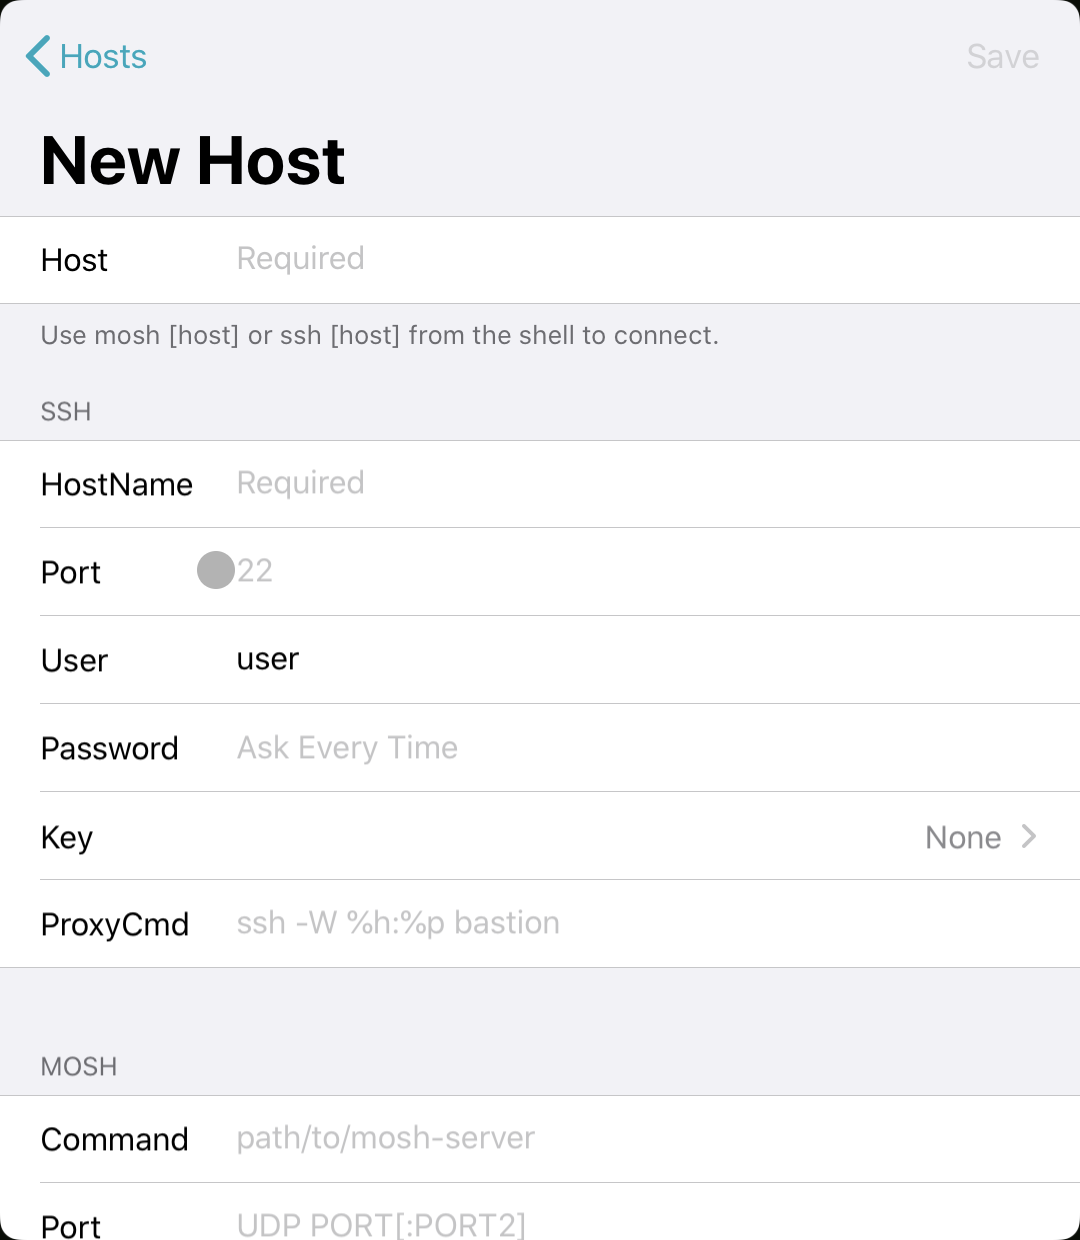 Hosts Save
New Host
Host Required
Use mosh [host] or ssh [host] from the shell to connect.
SSH
HostName Required
Port 22
User user
Password Ask Every Time
Key None
ProxyCmd ssh -W %h:%p bastion
MOSH
Command path/to/mosh-server
Port UDP PORT[:PORT2]